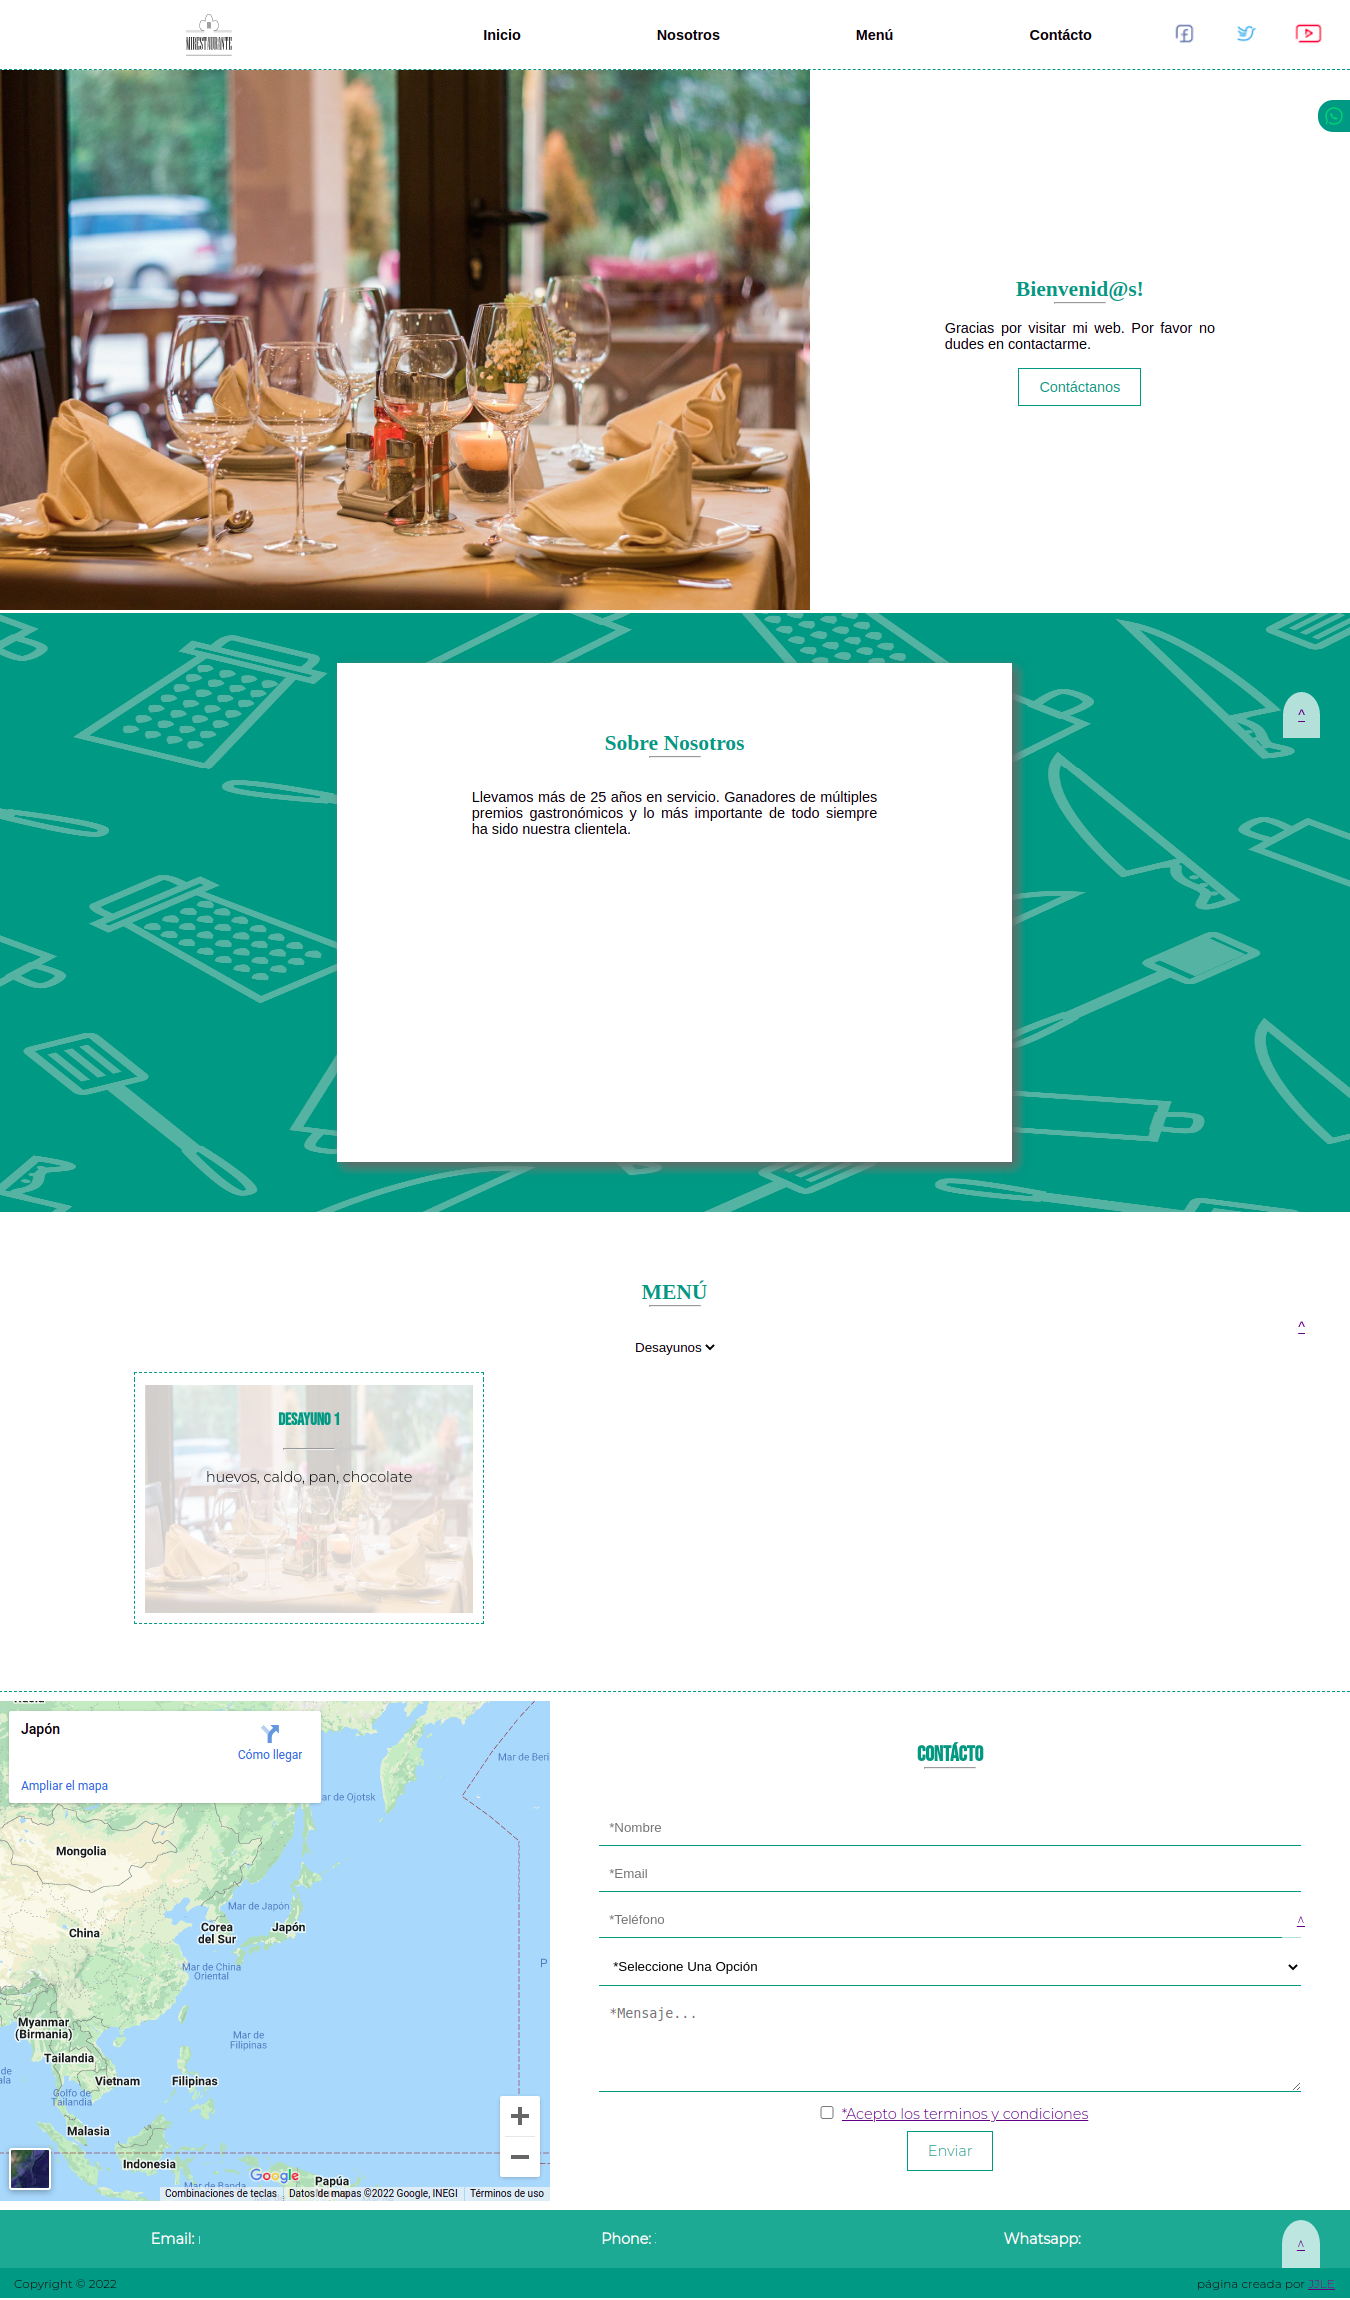 MIRESTAURANTE
Inicio
Nosotros
Menú
Contácto
Bienvenid@s!
Gracias por visitar mi web. Por favor no
dudes en contactarme.
Contáctanos
Sobre Nosotros
^
Llevamos más de 25 años en servicio. Ganadores de múltiples
premios gastronómicos y lo más importante de todo siempre
ha sido nuestra clientela.
MENÚ
^
Desayunos
DESAYUNO 1
huevos, caldo, pan, chocolate
Japón
Cómo llegar
Ampliar el mapa
Mar de Beri
ar de Ojotsk
Mongolia
Mar de Japón
China
Corea
del Sur
Japón
Mar de China
Oriental
P
Myanmar
(Birmania)
Mar de
Filipinas
Tailandia
Vietnam
Filipinas
Golfo de
Tailandia
Malasia
Indonesia
Google
Papúa
Mar de Banda
Combinaciones de teclas
Datos de mapas ©2022 Google, INEGI
Términos de uso
CONTÁCTO
*Nombre
*Email
*Teléfono
^
*Seleccione Una Opción
*Mensaje...
*Acepto los terminos y condiciones
Enviar
Email:
Phone:
Whatsapp:
^
Copyright © 2022
página creada por JJLE